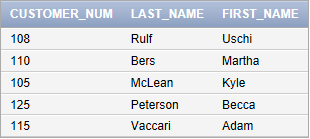 CUSTOMER_NUM LAST_NAME FIRST_NAME
108 Rulf Uschi
110 Bers Martha
105 McLean Kyle
125 Peterson Becca
115 Vaccari Adam